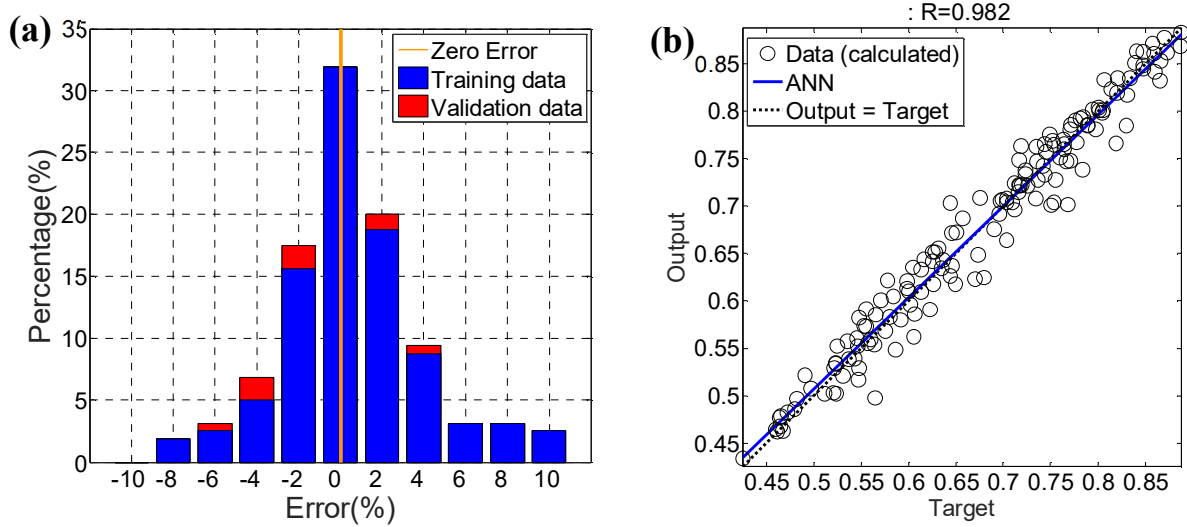 (a)
Percentage(%)
35
30
25
20
15
10
5
0
Zero Error
Training data
Validation data
-10 -8 -6 -4 -2 0 2 4 6 8 10
Error(%)
: R=0.982
(b)
Output
0.85
0.8
0.75
0.7
0.65
0.6
0.55
0.5
0.45
Data (calculated)
ANN
Output = Target
0.45 0.5 0.55 0.6 0.65 0.7 0.75 0.8 0.85
Target